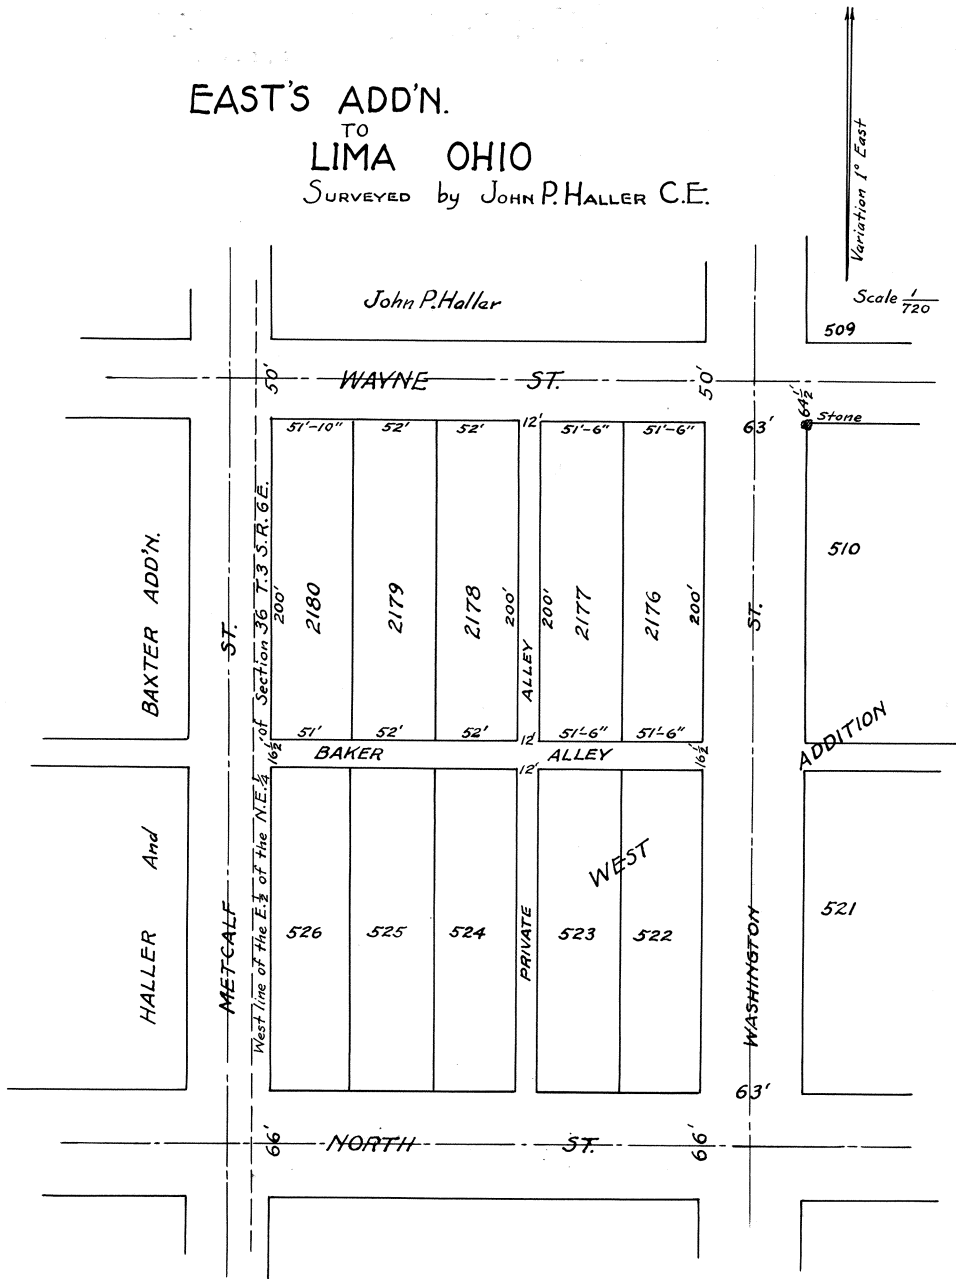 EAST'S ADD'N.
TO
LIMA OHIO
SURVEYED by JOHN P. HALLER C.E.
Variation 1° East
Scale 1/720
John P. Haller
509
50' WAYNE ST. 50'
64½'
Stone
51'-10" 52' 52' 12' 51'-6" 51'-6" 63'
BAXTER ADD'N.
ST.
West line of the E.½ of the N.E.¼ of Section 36 T.3 S.R.6E.
200' 2180 2179 2178 200' 200' 2177 2176 200'
ALLEY
ST.
510
51' 52' 52' 12' 51'-6" 51'-6"
16½' BAKER ALLEY 16½'
12'
ADDITION
HALLER And
METCALF
WEST
526 525 524 PRIVATE 523 522
WASHINGTON
521
63'
66' NORTH ST. 66'